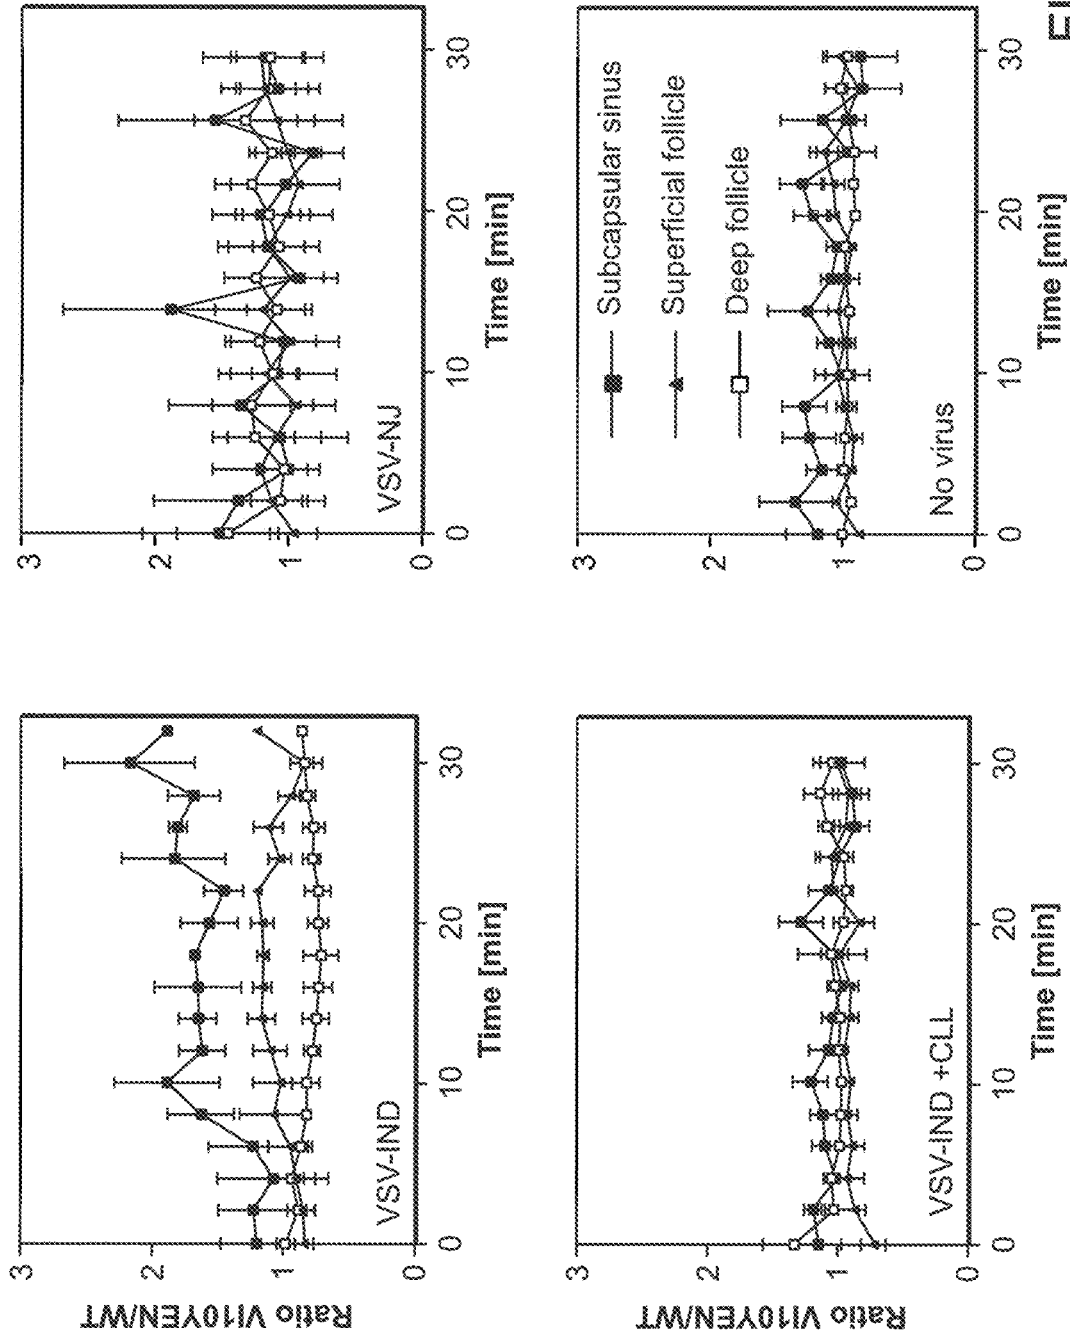 3
2
1
0
0
10
20
30
VSV-IND
Time [min]
Ratio VI10YEN/WT
3
2
1
0
0
10
20
30
VSV-NJ
Time [min]
3
2
1
0
0
10
20
30
VSV-IND +CLL
Time [min]
Ratio VI10YEN/WT
3
2
1
0
0
10
20
30
Subcapsular sinus
Superficial follicle
Deep follicle
No virus
Time [min]